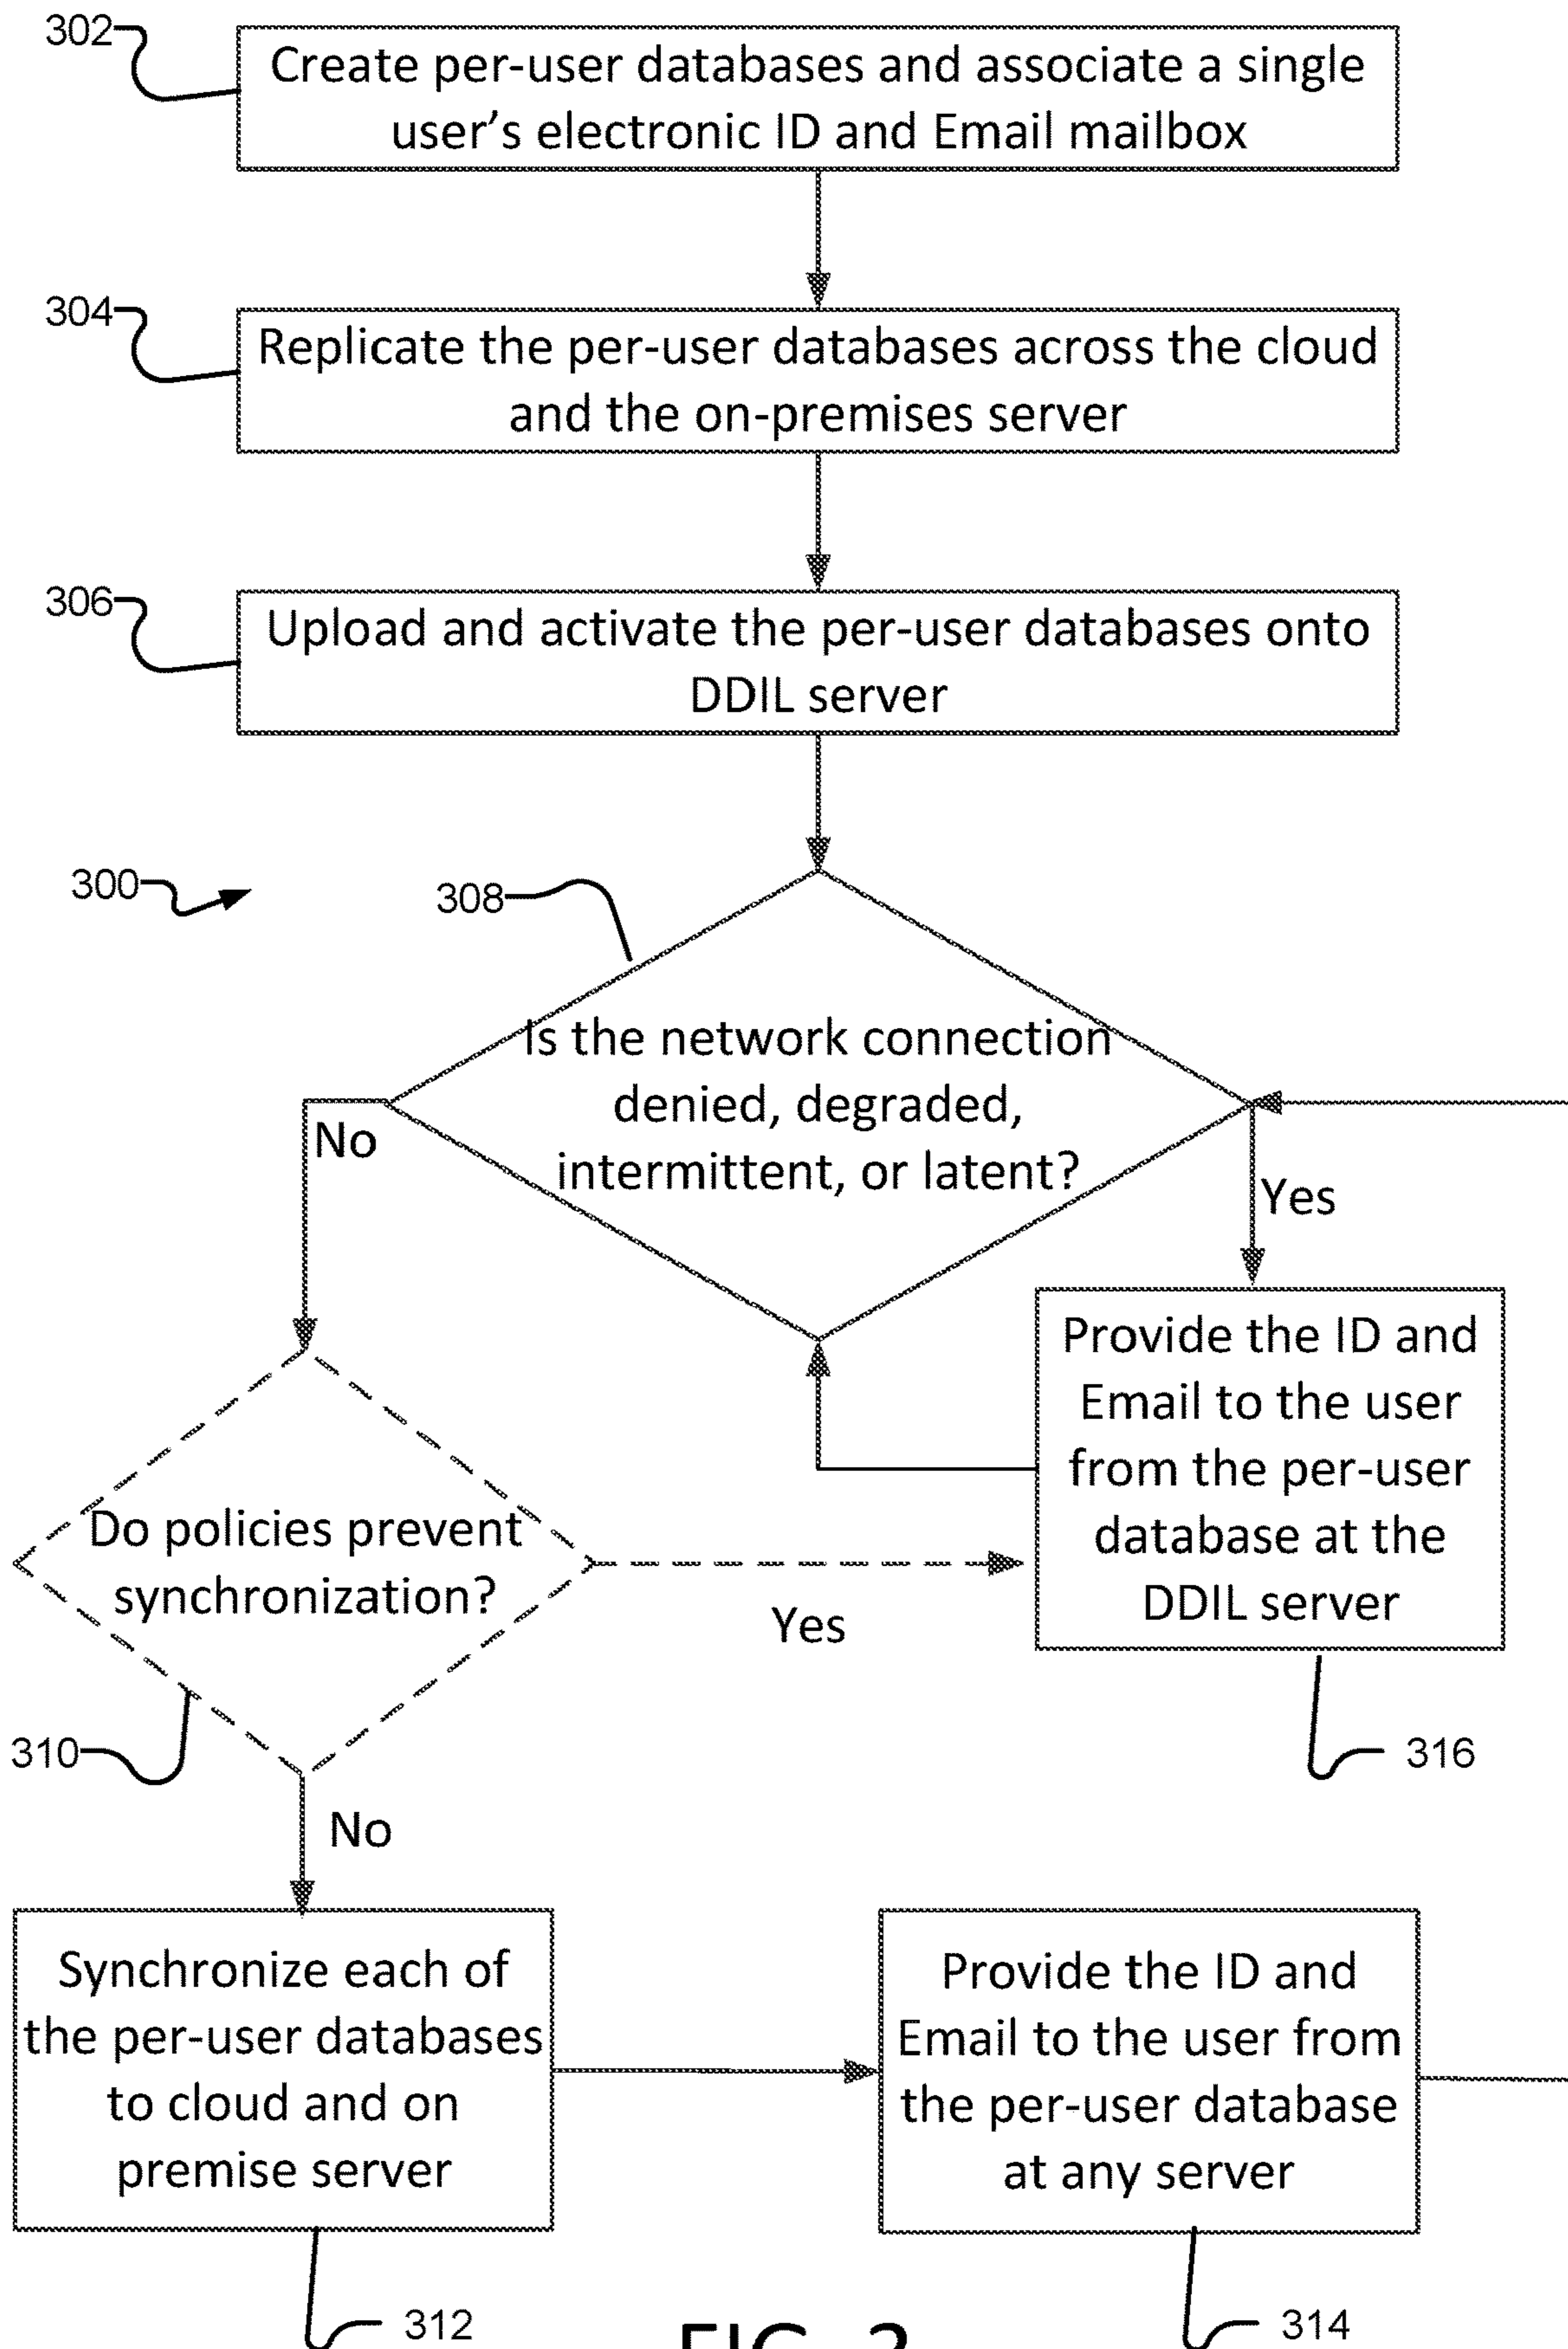 302
Create per-user databases and associate a single
user's electronic ID and Email mailbox
304
Replicate the per-user databases across the cloud
and the on-premises server
306
Upload and activate the per-user databases onto
DDIL server
300
308
Is the network connection
denied, degraded,
intermittent, or latent?
No
Yes
Provide the ID and
Email to the user
from the per-user
database at the
DDIL server
316
Do policies prevent
synchronization?
Yes
310
No
Synchronize each of
the per-user databases
to cloud and on
premise server
312
Provide the ID and
Email to the user from
the per-user database
at any server
314